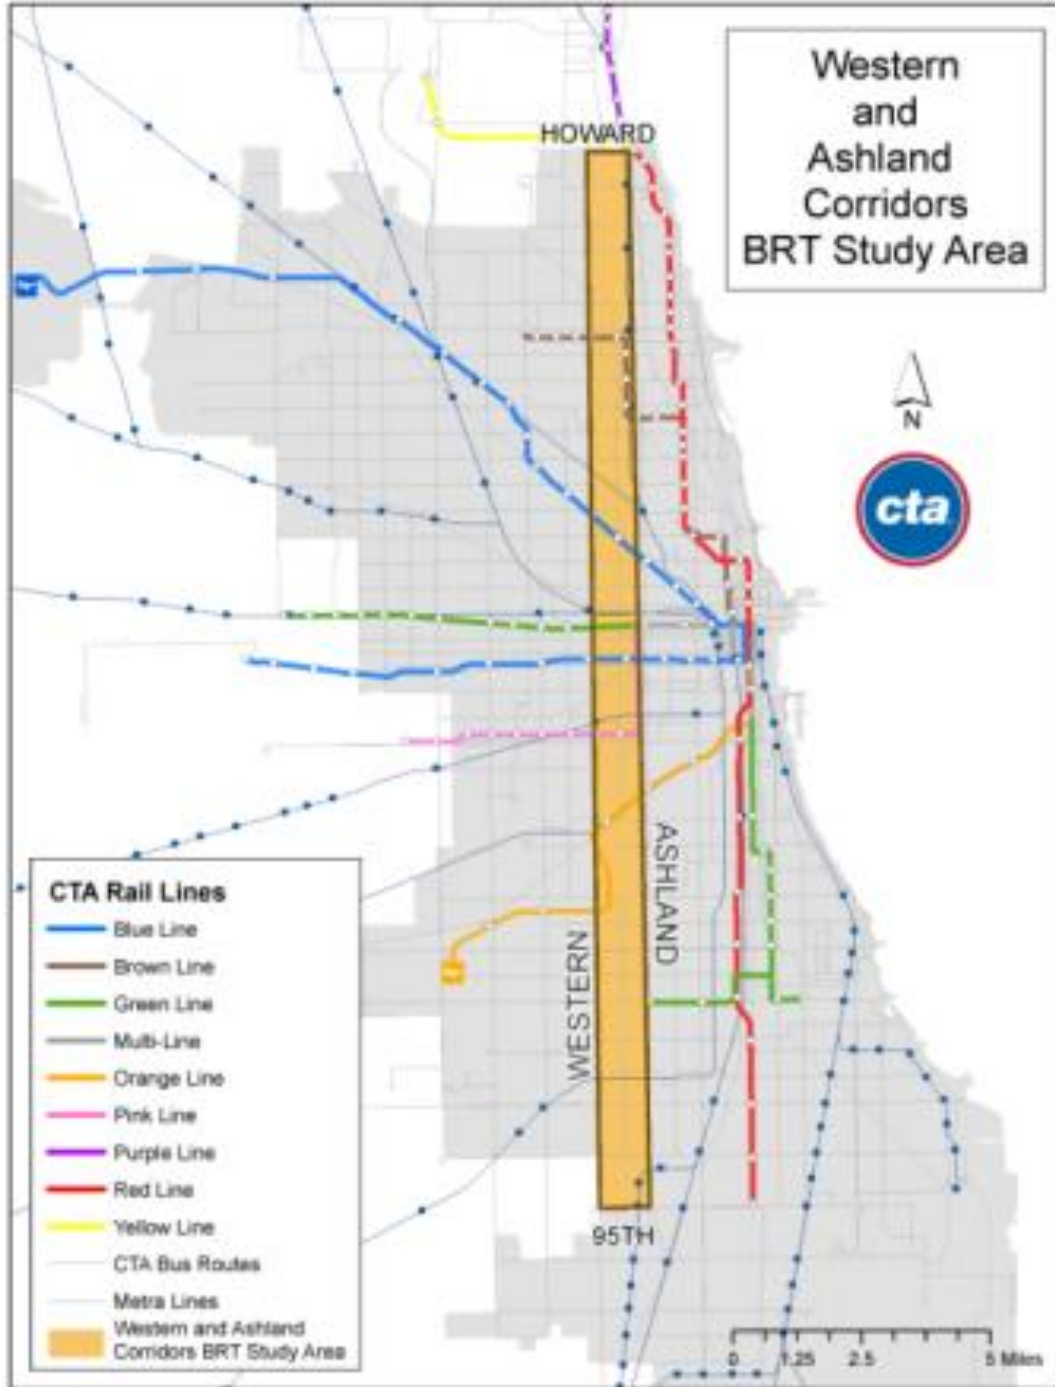 Western
and
Ashland
Corridors
BRT Study Area
HOWARD
N
cta
ASHLAND
WESTERN
95TH
CTA Rail Lines
Blue Line
Brown Line
Green Line
Multi-Line
Orange Line
Pink Line
Purple Line
Red Line
Yellow Line
CTA Bus Routes
Metra Lines
Western and Ashland
Corridors BRT Study Area
0 1.25 2.5 5 Miles